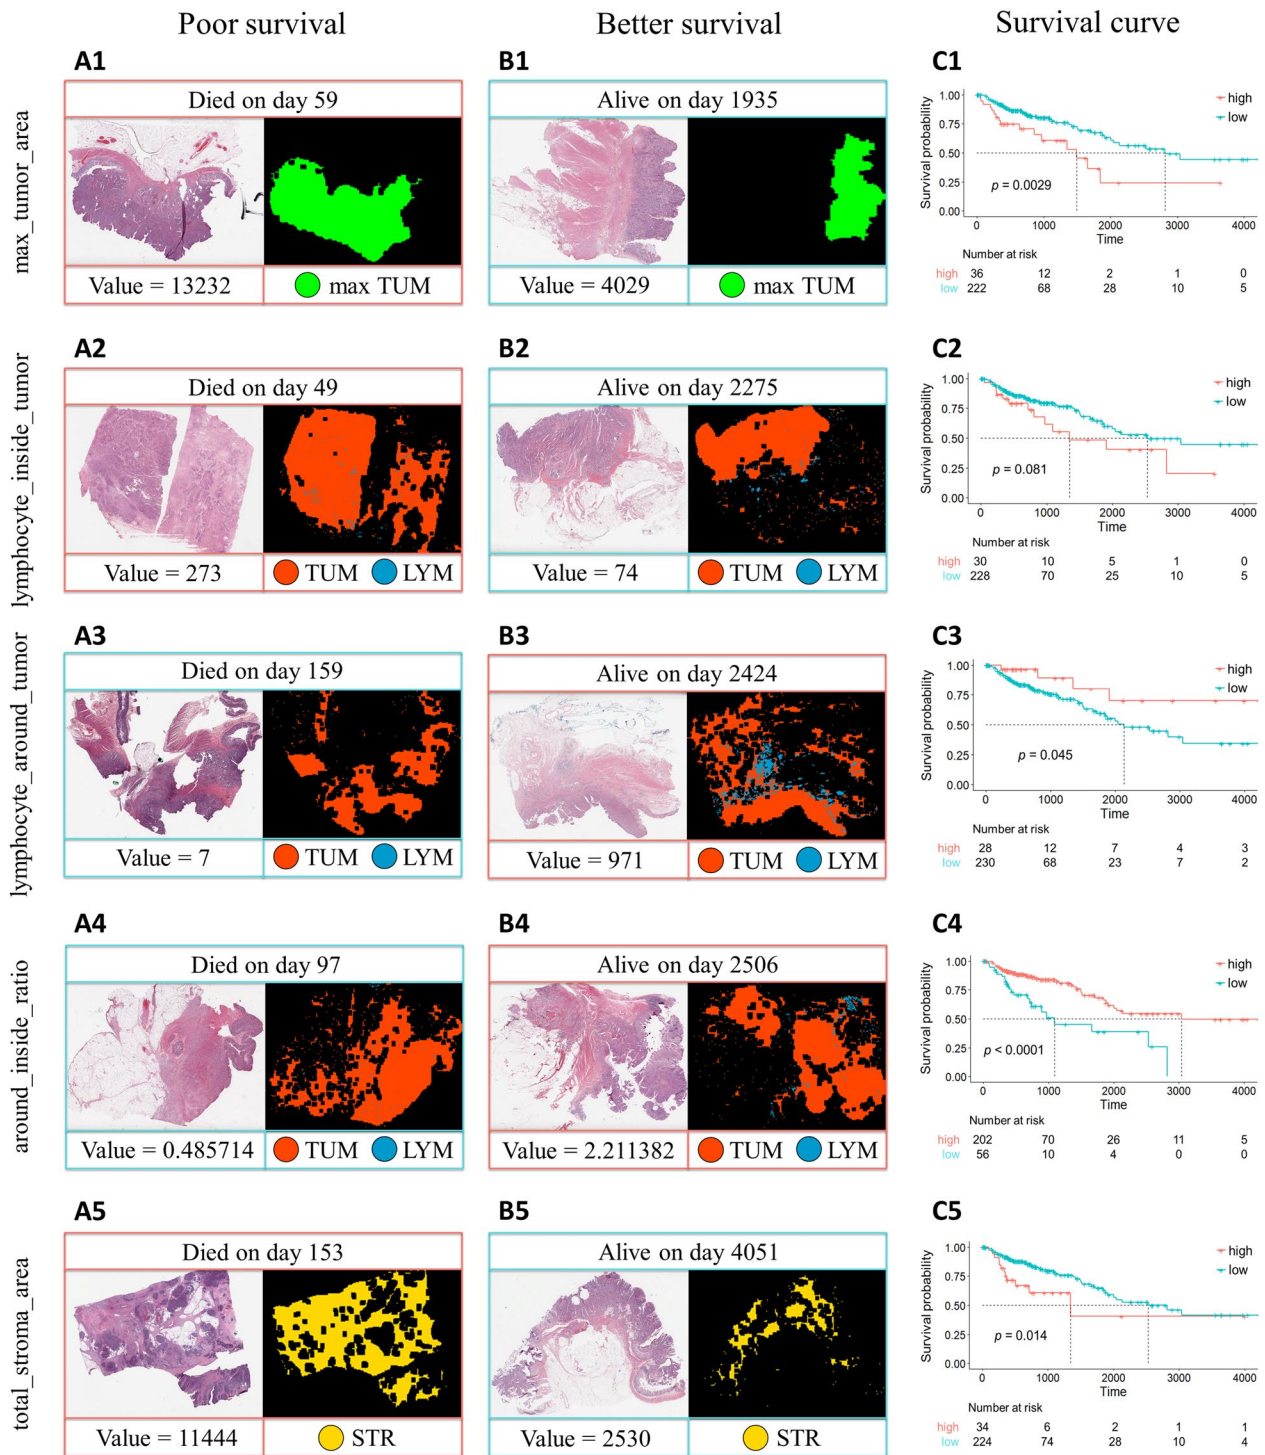 Poor survival
Better survival
Survival curve
max_tumor_area
A1
Died on day 59
Value = 13232
max TUM
B1
Alive on day 1935
Value = 4029
max TUM
C1
Survival probability
1.00
0.75
0.50
0.25
0.00
high
low
p = 0.0029
0 1000 2000 3000 4000
Time
Number at risk
high 36 12 2 1 0
low 222 68 28 10 5
lymphocyte_inside_tumor
A2
Died on day 49
Value = 273
TUM LYM
B2
Alive on day 2275
Value = 74
TUM LYM
C2
Survival probability
1.00
0.75
0.50
0.25
0.00
high
low
p = 0.081
0 1000 2000 3000 4000
Time
Number at risk
high 30 10 5 1 0
low 228 70 25 10 5
lymphocyte_around_tumor
A3
Died on day 159
Value = 7
TUM LYM
B3
Alive on day 2424
Value = 971
TUM LYM
C3
Survival probability
1.00
0.75
0.50
0.25
0.00
high
low
p = 0.045
0 1000 2000 3000 4000
Time
Number at risk
high 28 12 7 4 3
low 230 68 23 7 2
around_inside_ratio
A4
Died on day 97
Value = 0.485714
TUM LYM
B4
Alive on day 2506
Value = 2.211382
TUM LYM
C4
Survival probability
1.00
0.75
0.50
0.25
0.00
high
low
p < 0.0001
0 1000 2000 3000 4000
Time
Number at risk
high 202 70 26 11 5
low 56 10 4 0 0
total_stroma_area
A5
Died on day 153
Value = 11444
STR
B5
Alive on day 4051
Value = 2530
STR
C5
Survival probability
1.00
0.75
0.50
0.25
0.00
high
low
p = 0.014
0 1000 2000 3000 4000
Time
Number at risk
high 34 6 2 1 1
low 224 74 28 10 4